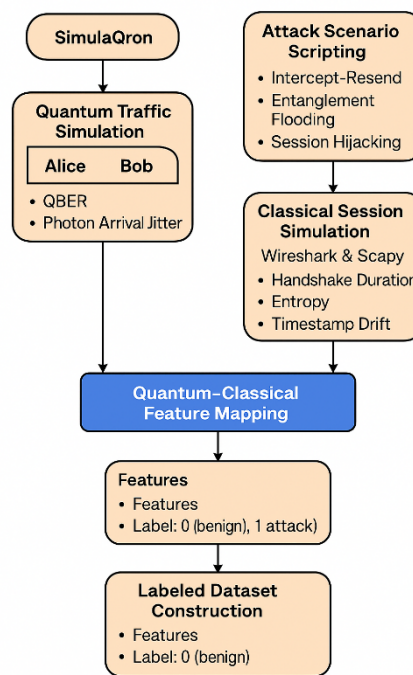 SimulaQron
Quantum Traffic
Simulation
Alice Bob
• QBER
• Photon Arrival Jitter
Attack Scenario
Scripting
• Intercept-Resend
• Entanglement
Flooding
• Session Hijacking
Classical Session
Simulation
Wireshark & Scapy
• Handshake Duration
• Entropy
• Timestamp Drift
Quantum–Classical
Feature Mapping
Features
• Features
• Label: 0 (benign), 1 attack)
Labeled Dataset
Construction
• Features
• Label: 0 (benign)